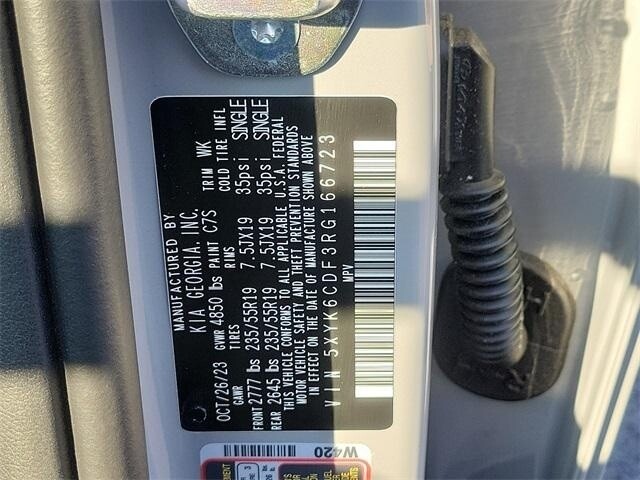 MANUFACTURED BY
KIA GEORGIA, INC.
OCT/26/23 GVWR 4850 lbs PAINT C7S TRIM WK
GAWR TIRES RIMS COLD TIRE INFL
FRONT 2777 lbs 235/55R19 7.5JX19 35psi SINGLE
REAR 2645 lbs 235/55R19 7.5JX19 35psi SINGLE
THIS VEHICLE CONFORMS TO ALL APPLICABLE U.S.A. FEDERAL
MOTOR VEHICLE SAFETY AND THEFT PREVENTION STANDARDS
IN EFFECT ON THE DATE OF MANUFACTURE SHOWN ABOVE
VIN 5XYK6CDF3RG166723
MPV
W420